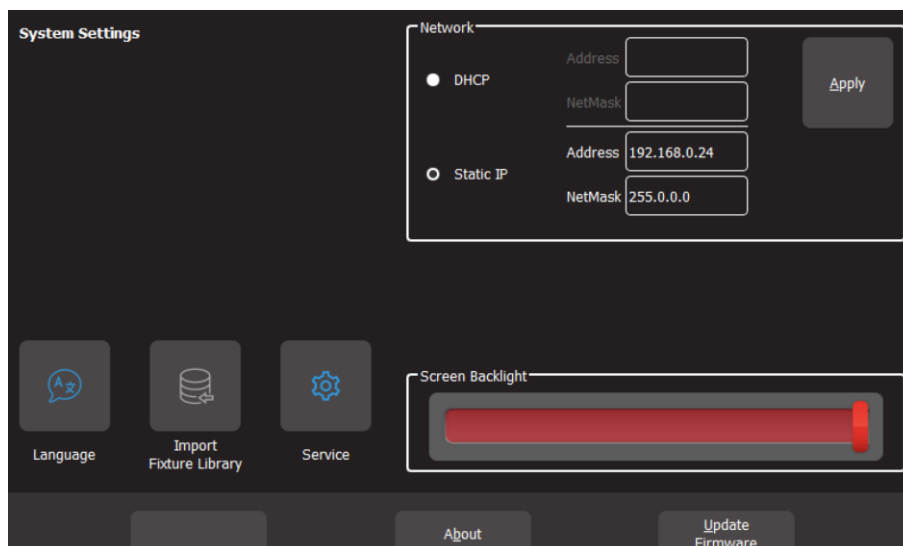 System Settings
Network
DHCP
Address
NetMask
Apply
Static IP
Address 192.168.0.24
NetMask 255.0.0.0
A
Language
Import
Fixture Library
Service
Screen Backlight
About
Update
Firmware